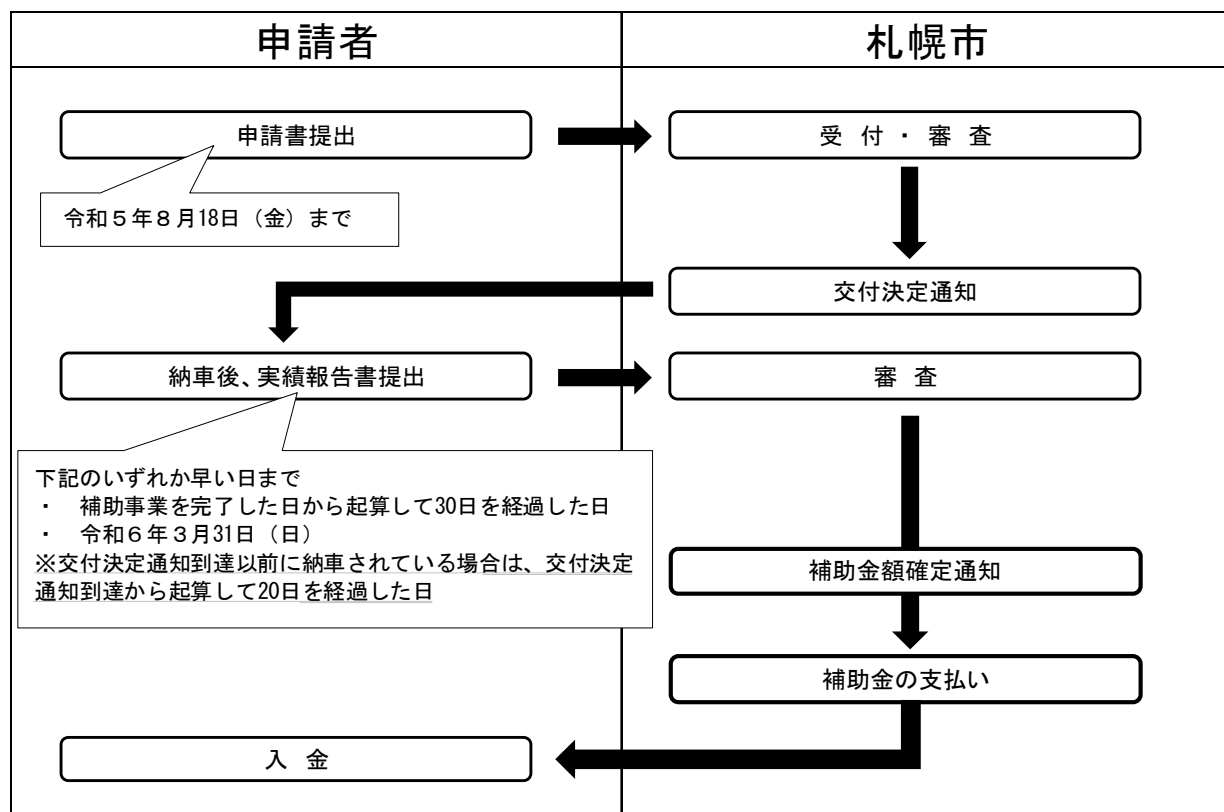 申請者
札幌市
申請書提出
受付・審査
令和５年８月18日（金）まで
交付決定通知
納車後、実績報告書提出
審査
下記のいずれか早い日まで
・　補助事業を完了した日から起算して30日を経過した日
・　令和６年３月31日（日）
※交付決定通知到達以前に納車されている場合は、交付決定
通知到達から起算して20日を経過した日
補助金額確定通知
補助金の支払い
入金